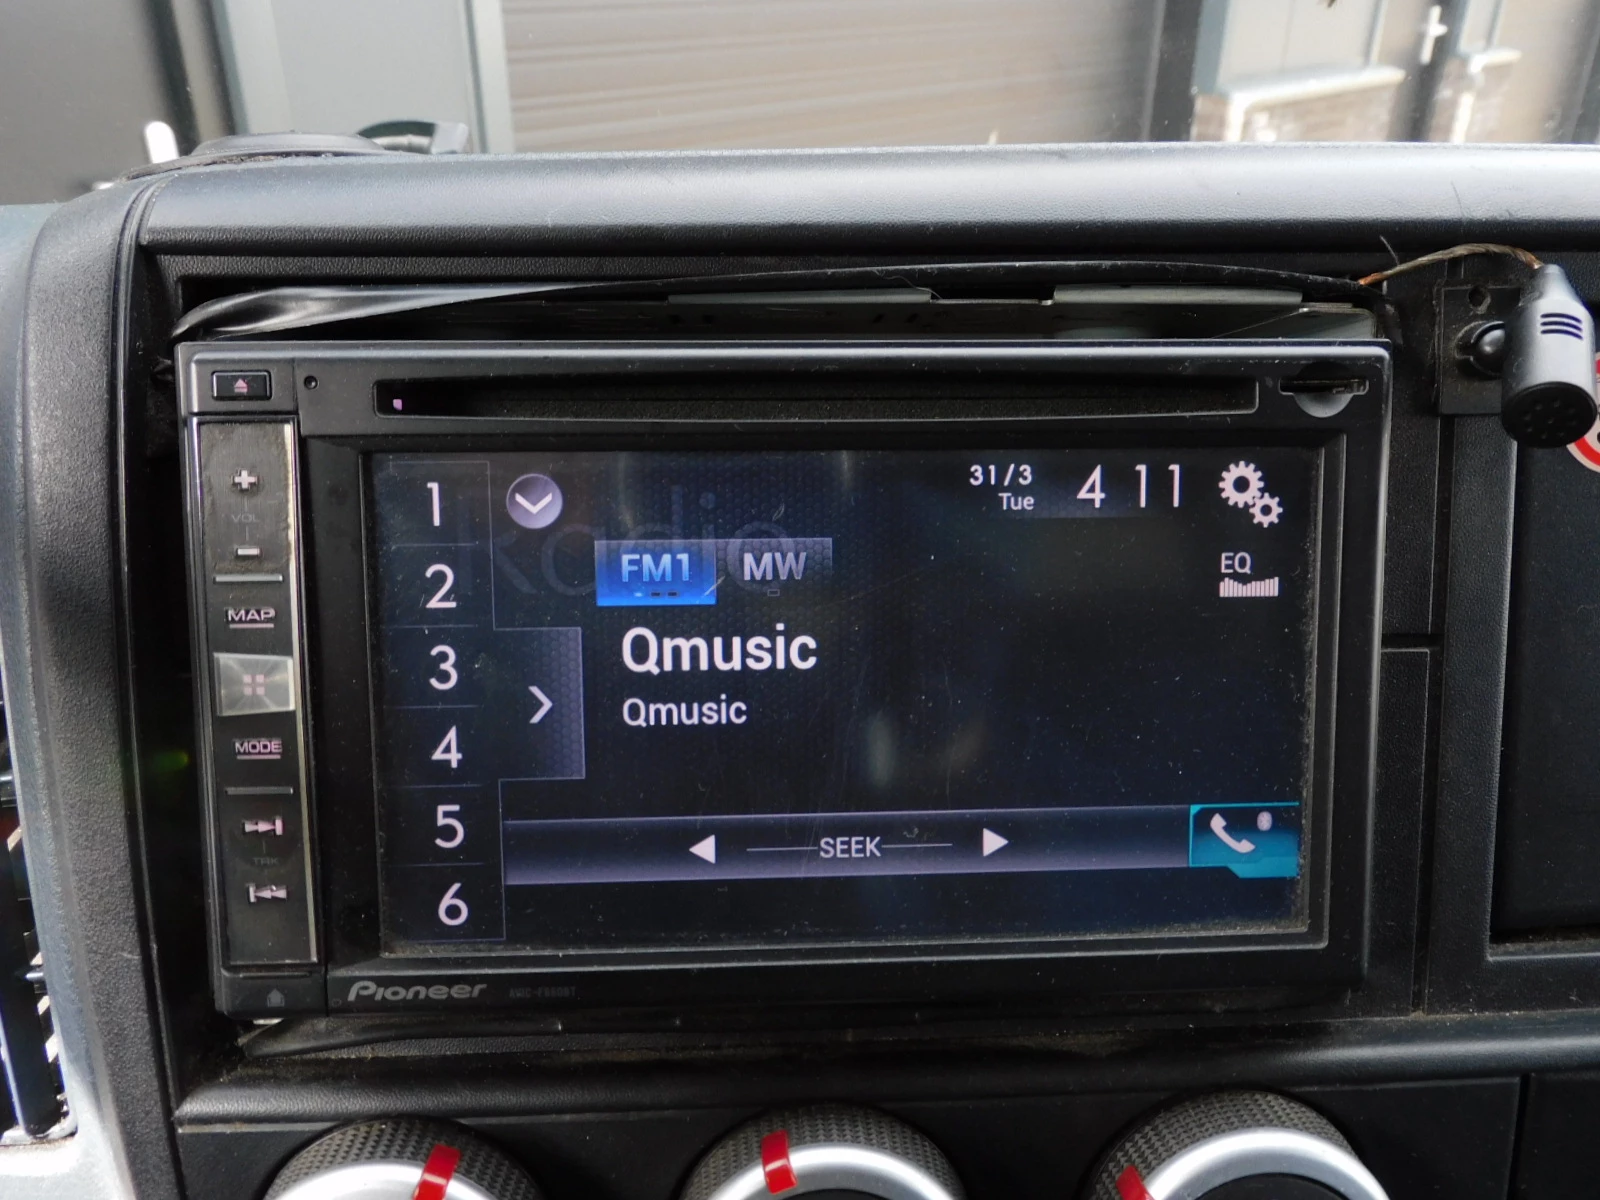 31/3
Tue
4 11
1
Radio
FM1
MW
EQ
2
VOL
MAP
3
Qmusic
Qmusic
4
MODE
5
SEEK
TRK
6
Pioneer